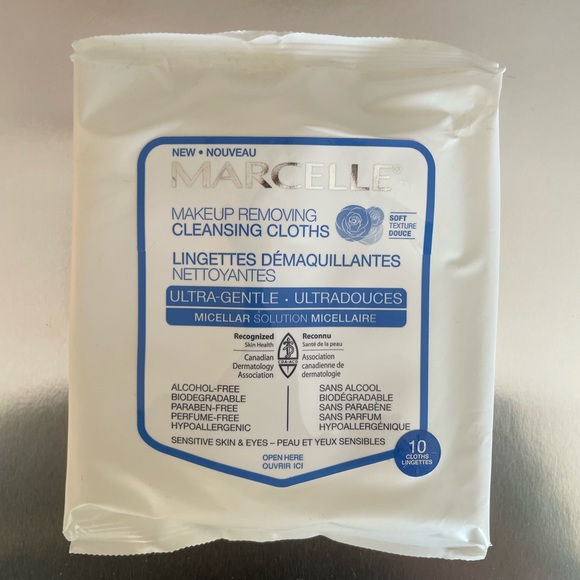 NEW • NOUVEAU
MARCELLE®
MAKEUP REMOVING
CLEANSING CLOTHS
SOFT
TEXTURE
DOUCE
LINGETTES DÉMAQUILLANTES
NETTOYANTES
ULTRA-GENTLE • ULTRADOUCES
MICELLAR SOLUTION MICELLAIRE
Recognized
Skin Health
Canadian
Dermatology
Association
CDA-ACD
Reconnu
Santé de la peau
Association
canadienne de
dermatologie
ALCOHOL-FREE
BIODEGRADABLE
PARABEN-FREE
PERFUME-FREE
HYPOALLERGENIC
SANS ALCOOL
BIODÉGRADABLE
SANS PARABÈNE
SANS PARFUM
HYPOALLERGÉNIQUE
SENSITIVE SKIN & EYES – PEAU ET YEUX SENSIBLES
10
CLOTHS
LINGETTES
OPEN HERE
OUVRIR ICI